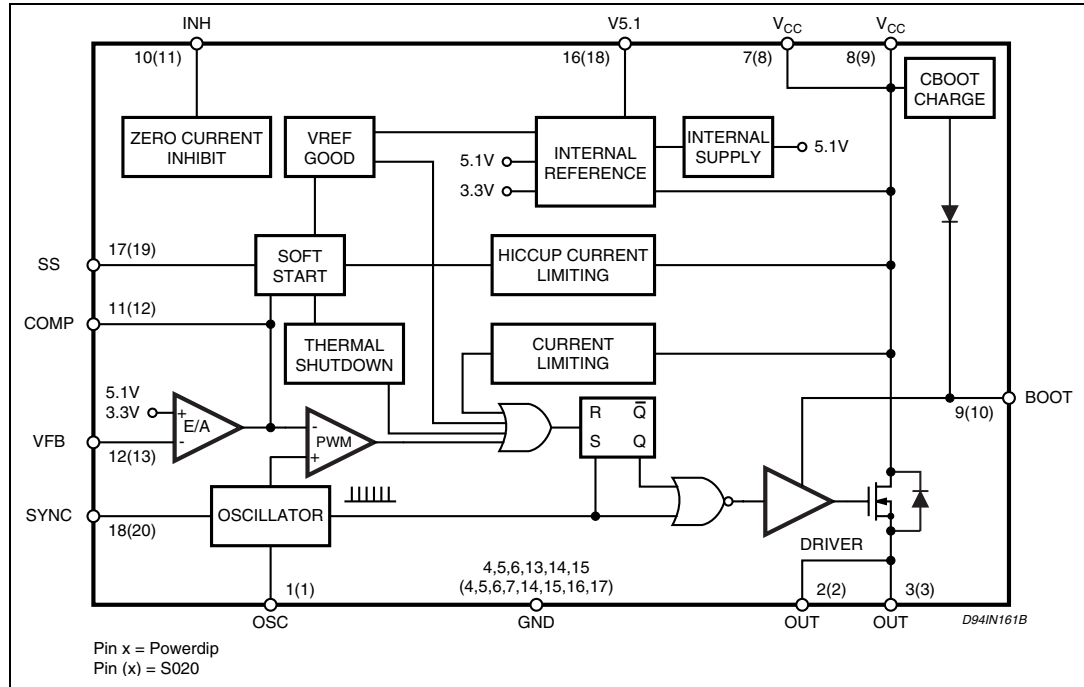 INH
V5.1
VCC
VCC
10(11)
16(18)
7(8)
8(9)
CBOOT
CHARGE
ZERO CURRENT
INHIBIT
VREF
GOOD
INTERNAL
REFERENCE
5.1V
3.3V
INTERNAL
SUPPLY
5.1V
SS
17(19)
SOFT
START
HICCUP CURRENT
LIMITING
COMP
11(12)
THERMAL
SHUTDOWN
CURRENT
LIMITING
5.1V
3.3V
+
E/A
-
VFB
12(13)
-
PWM
+
R Q̅
S Q
BOOT
9(10)
SYNC
18(20)
OSCILLATOR
DRIVER
1(1)
4,5,6,13,14,15
(4,5,6,7,14,15,16,17)
2(2)
3(3)
OSC
GND
OUT
OUT
D94IN161B
Pin x = Powerdip
Pin (x) = S020